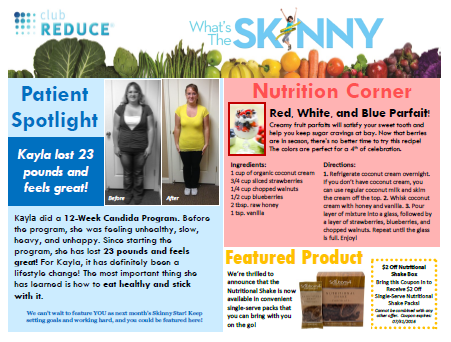 club
REDUCE®
What's The SKINNY
Patient
Spotlight
Kayla lost 23
pounds and
feels great!
Before
After
Kayla did a 12-Week Candida Program. Before
the program, she was feeling unhealthy, slow,
heavy, and unhappy. Since starting the
program, she has lost 23 pounds and feels
great! For Kayla, it has definitely been a
lifestyle change! The most important thing she
has learned is how to eat healthy and stick
with it.
We can't wait to feature YOU as next month's Skinny Star! Keep
setting goals and working hard, and you could be featured here!
Nutrition Corner
Red, White, and Blue Parfait!
Creamy fruit parfaits will satisfy your sweet tooth and
help you keep sugar cravings at bay. Now that berries
are in season, there's no better time to try this recipe!
The colors are perfect for a 4th of celebration.
Ingredients:
1 cup of organic coconut cream
3/4 cup sliced strawberries
1/4 cup chopped walnuts
1/2 cup blueberries
2 tbsp. raw honey
1 tsp. vanilla
Directions:
1. Refrigerate coconut cream overnight.
If you don't have coconut cream, you
can use regular coconut milk and skim
the cream off the top. 2. Whisk coconut
cream with honey and vanilla. 3. Pour
layer of mixture into a glass, followed by
a layer of strawberries, blueberries, and
chopped walnuts. Repeat until the glass
is full. Enjoy!
Featured Product
We're thrilled to
announce that the
Nutritional Shake is now
available in convenient
single-serve packs that
you can bring with you
on the go!
$2 Off Nutritional
Shake Box
Bring this Coupon in to
Receive $2 Off
Single-Serve Nutritional
Shake Packs!
Cannot be combined with any
other offer. Coupon expires
07/31/2014